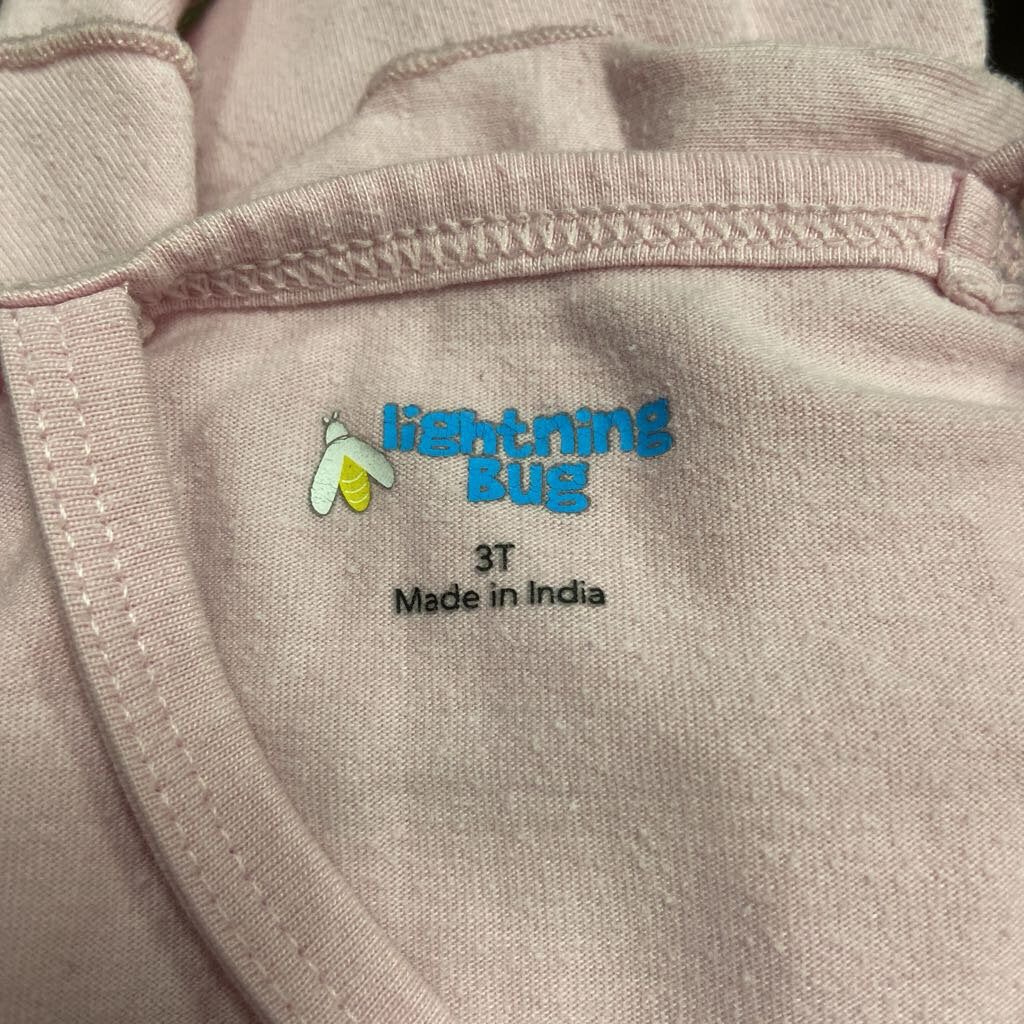 lightning
Bug
3T
Made in India